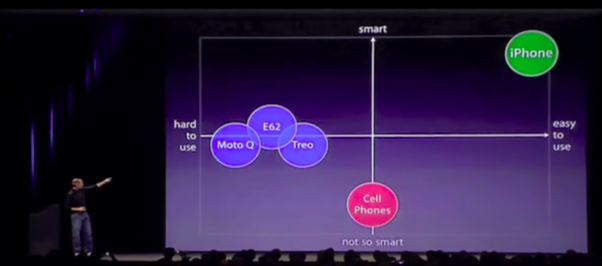 smart
iPhone
hard
to
use
E62
Moto Q
Treo
easy
to
use
Cell
Phones
not so smart